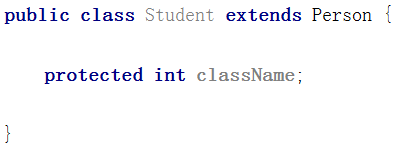 public class Student extends Person {
protected int className;
}